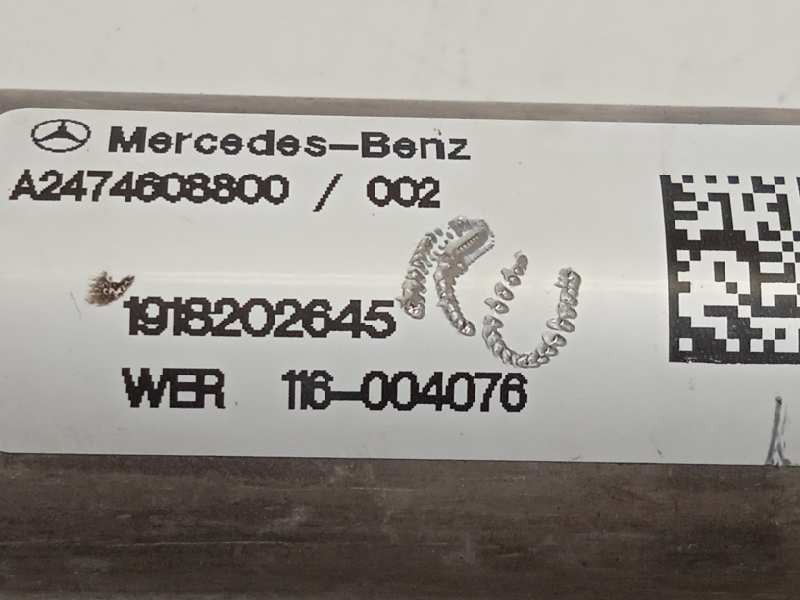 Mercedes-Benz
A2474608800 / 002
1918202645
WER 116-004076